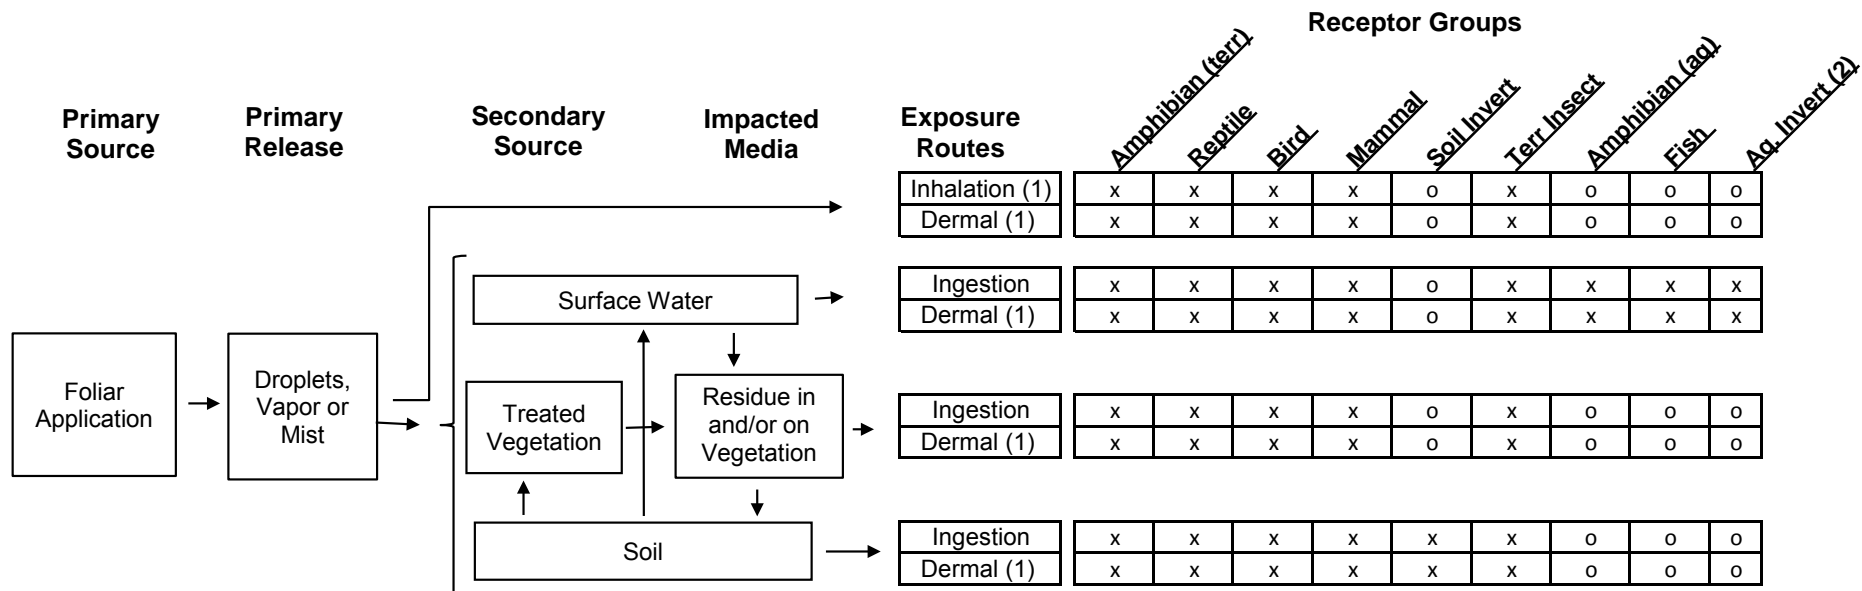 Receptor Groups
Primary
Source
Primary
Release
Secondary
Source
Impacted
Media
Exposure
Routes
Amphibian (terr)
Reptile
Bird
Mammal
Soil Invert
Terr Insect
Amphibian (aq)
Fish
Aq. Invert (2)
Inhalation (1) x x x x o x o o o
Dermal (1) x x x x o x o o o
Surface Water
Ingestion x x x x o x x x x
Dermal (1) x x x x o x x x x
Foliar
Application
Droplets,
Vapor or
Mist
Treated
Vegetation
Residue in
and/or on
Vegetation
Ingestion x x x x o x o o o
Dermal (1) x x x x o x o o o
Soil
Ingestion x x x x x x o o o
Dermal (1) x x x x x x o o o